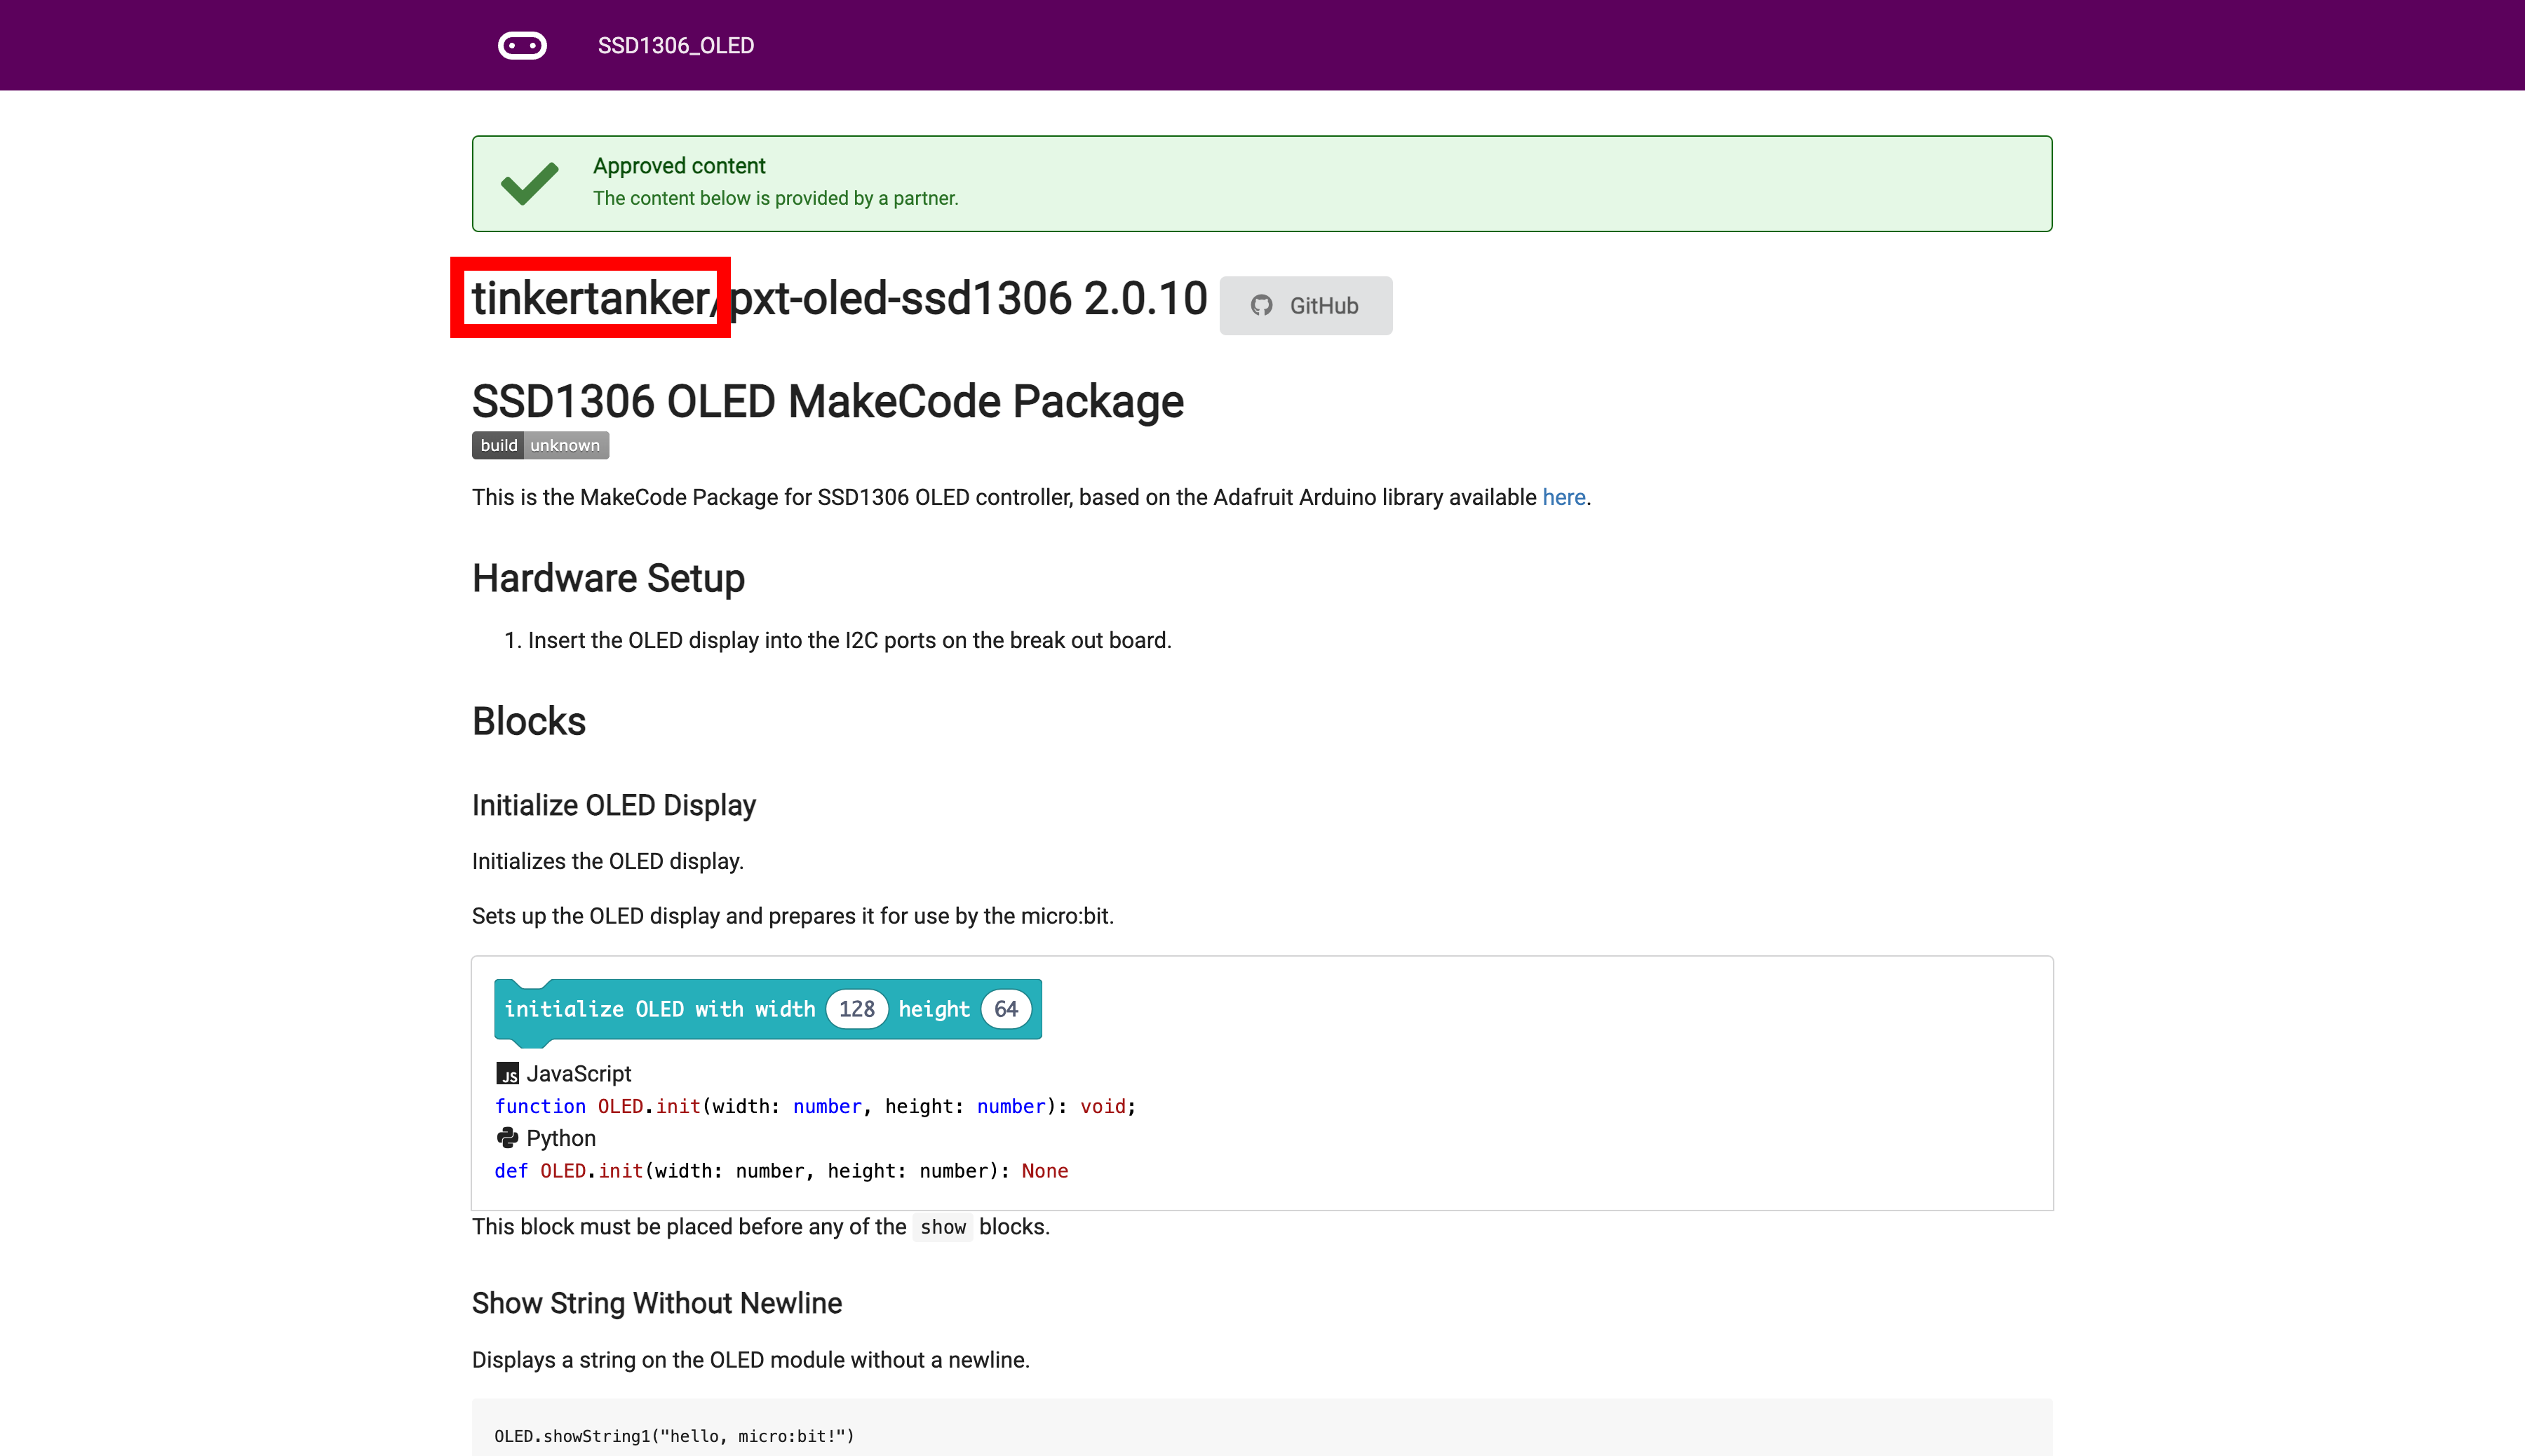 SSD1306_OLED
Approved content
The content below is provided by a partner.
tinkertanker/pxt-oled-ssd1306 2.0.10 GitHub
SSD1306 OLED MakeCode Package
build unknown
This is the MakeCode Package for SSD1306 OLED controller, based on the Adafruit Arduino library available here.
Hardware Setup
1. Insert the OLED display into the I2C ports on the break out board.
Blocks
Initialize OLED Display
Initializes the OLED display.
Sets up the OLED display and prepares it for use by the micro:bit.
initialize OLED with width 128 height 64
JS JavaScript
function OLED.init(width: number, height: number): void;
Python
def OLED.init(width: number, height: number): None
This block must be placed before any of the show blocks.
Show String Without Newline
Displays a string on the OLED module without a newline.
OLED.showString1("hello, micro:bit!")